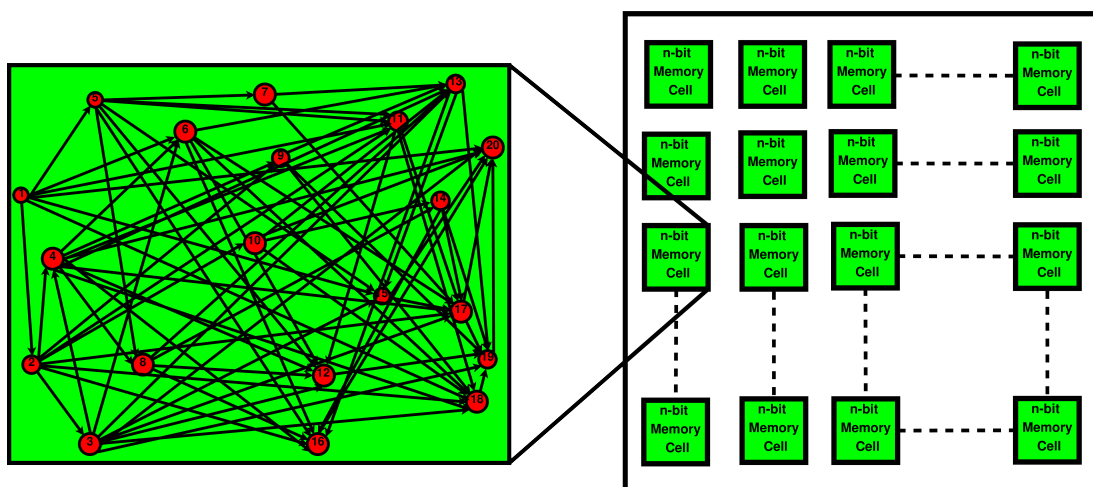 13
7
5
11
6
20
9
1
14
10
4
15
17
19
2
8
12
18
3
16
n-bit
Memory
Cell
n-bit
Memory
Cell
n-bit
Memory
Cell
n-bit
Memory
Cell
n-bit
Memory
Cell
n-bit
Memory
Cell
n-bit
Memory
Cell
n-bit
Memory
Cell
n-bit
Memory
Cell
n-bit
Memory
Cell
n-bit
Memory
Cell
n-bit
Memory
Cell
n-bit
Memory
Cell
n-bit
Memory
Cell
n-bit
Memory
Cell
n-bit
Memory
Cell